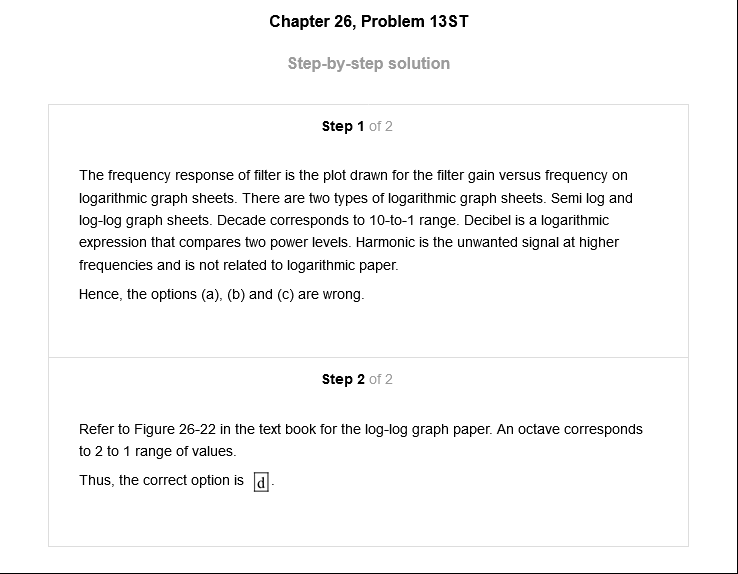 Chapter 26, Problem 13ST
Step-by-step solution
Step 1 of 2
The frequency response of filter is the plot drawn for the filter gain versus frequency on
logarithmic graph sheets. There are two types of logarithmic graph sheets. Semi log and
log-log graph sheets. Decade corresponds to 10-to-1 range. Decibel is a logarithmic
expression that compares two power levels. Harmonic is the unwanted signal at higher
frequencies and is not related to logarithmic paper.
Hence, the options (a), (b) and (c) are wrong.
Step 2 of 2
Refer to Figure 26-22 in the text book for the log-log graph paper. An octave corresponds
to 2 to 1 range of values.
Thus, the correct option is d.